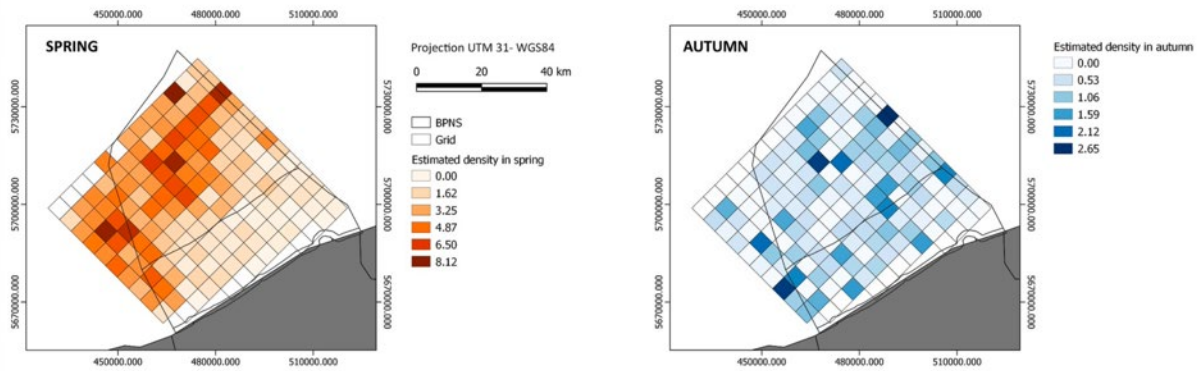 450000.000 480000.000 510000.000
SPRING
Projection UTM 31- WGS84
0 20 40 km
BPNS
Grid
Estimated density in spring
0.00
1.62
3.25
4.87
6.50
8.12
5730000.000
5700000.000
5670000.000
5730000.000
5700000.000
5670000.000
450000.000 480000.000 510000.000
450000.000 480000.000 510000.000
AUTUMN
Estimated density in autumn
0.00
0.53
1.06
1.59
2.12
2.65
5730000.000
5700000.000
5670000.000
5730000.000
5700000.000
5670000.000
450000.000 480000.000 510000.000